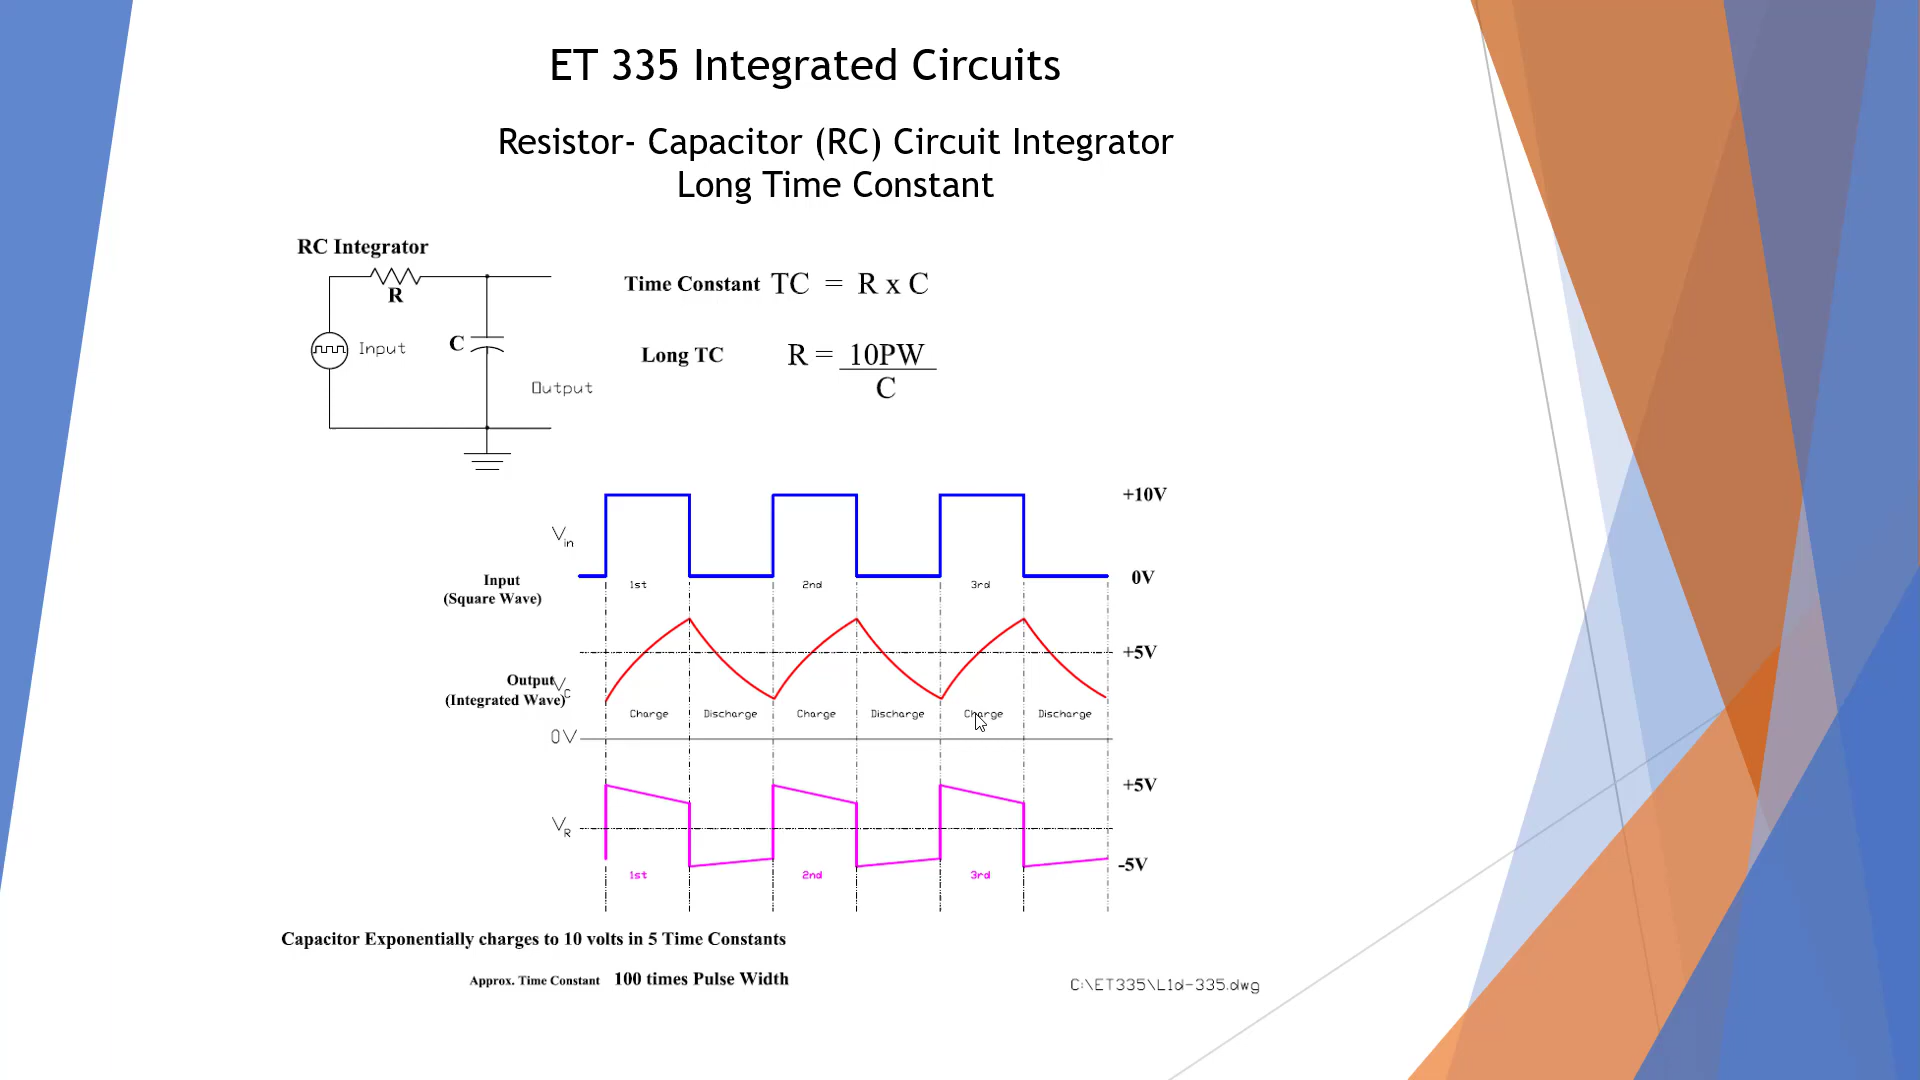 ET 335 Integrated Circuits
Resistor- Capacitor (RC) Circuit Integrator
Long Time Constant
RC Integrator
R
Input
C
Output
Time Constant TC = R x C
Long TC R = 10PW
C
+10V
Vin
Input
(Square Wave)
1st 2nd 3rd
0V
+5V
Output VC
(Integrated Wave)
Charge Discharge Charge Discharge Charge Discharge
0V
+5V
VR
-5V
1st 2nd 3rd
Capacitor Exponentially charges to 10 volts in 5 Time Constants
Approx. Time Constant 100 times Pulse Width
C:\ET335\L1d-335.dwg